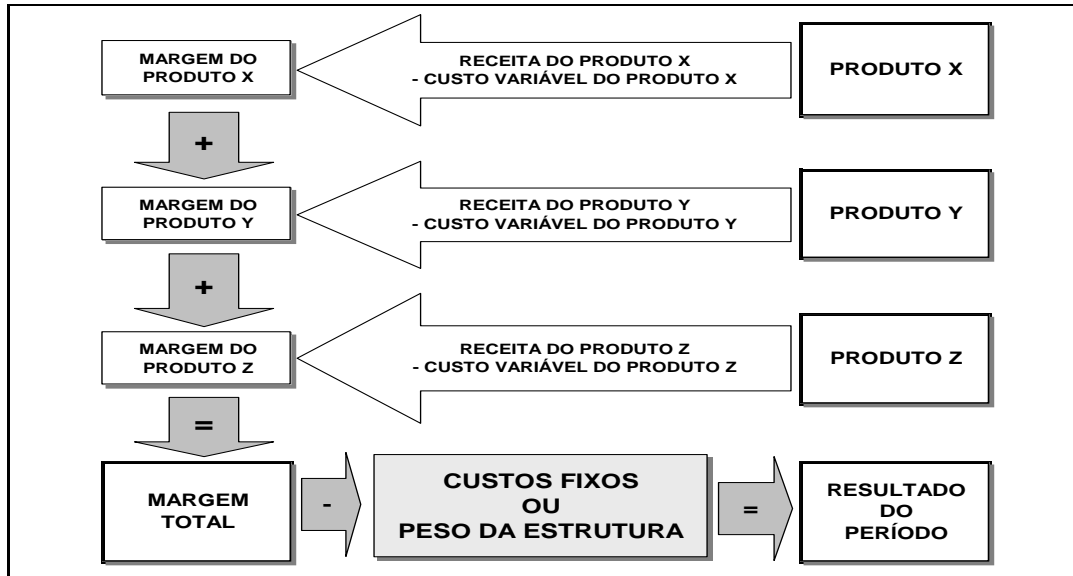 MARGEM DO
PRODUTO X
RECEITA DO PRODUTO X
- CUSTO VARIÁVEL DO PRODUTO X
PRODUTO X
+
MARGEM DO
PRODUTO Y
RECEITA DO PRODUTO Y
- CUSTO VARIÁVEL DO PRODUTO Y
PRODUTO Y
+
MARGEM DO
PRODUTO Z
RECEITA DO PRODUTO Z
- CUSTO VARIÁVEL DO PRODUTO Z
PRODUTO Z
=
MARGEM
TOTAL
-
CUSTOS FIXOS
OU
PESO DA ESTRUTURA
=
RESULTADO
DO
PERÍODO